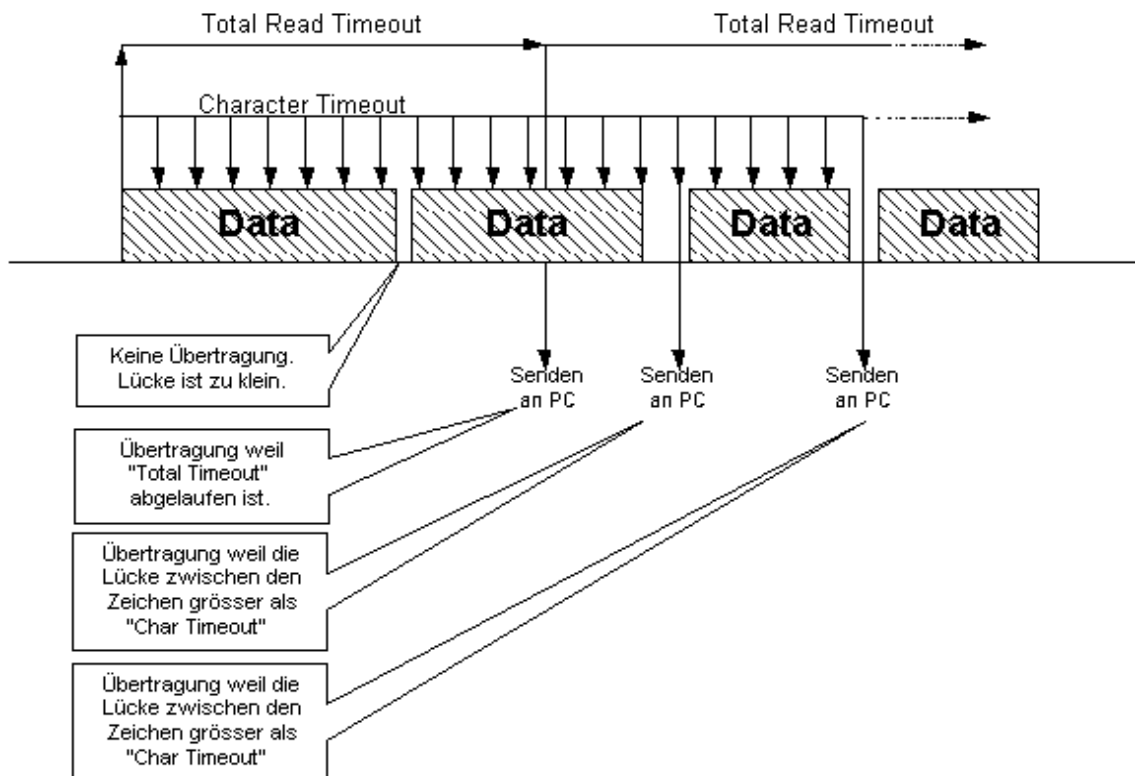 Total Read Timeout
Total Read Timeout
Character Timeout
Data
Data
Data
Data
Keine Übertragung.
Lücke ist zu klein.
Senden
an PC
Senden
an PC
Senden
an PC
Übertragung weil
"Total Timeout"
abgelaufen ist.
Übertragung weil die
Lücke zwischen den
Zeichen grösser als
"Char Timeout"
Übertragung weil die
Lücke zwischen den
Zeichen grösser als
"Char Timeout"